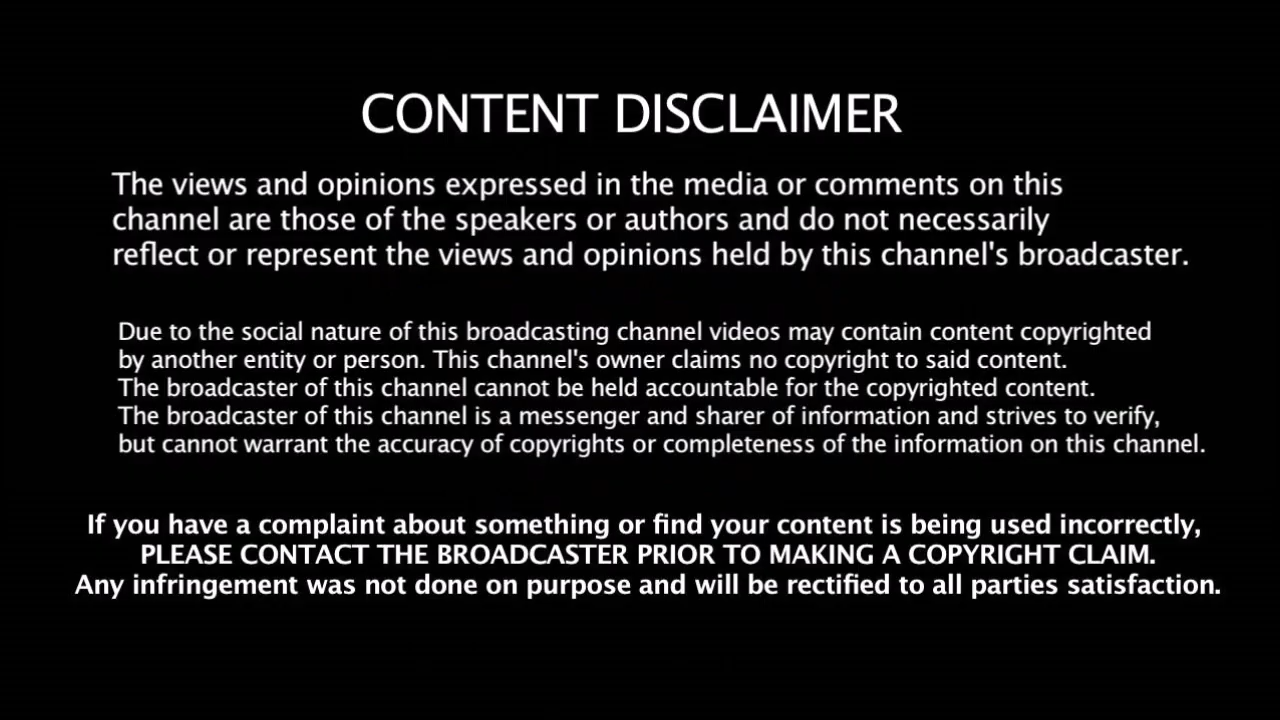 CONTENT DISCLAIMER
The views and opinions expressed in the media or comments on this
channel are those of the speakers or authors and do not necessarily
reflect or represent the views and opinions held by this channel's broadcaster.
Due to the social nature of this broadcasting channel videos may contain content copyrighted
by another entity or person. This channel's owner claims no copyright to said content.
The broadcaster of this channel cannot be held accountable for the copyrighted content.
The broadcaster of this channel is a messenger and sharer of information and strives to verify,
but cannot warrant the accuracy of copyrights or completeness of the information on this channel.
If you have a complaint about something or find your content is being used incorrectly,
PLEASE CONTACT THE BROADCASTER PRIOR TO MAKING A COPYRIGHT CLAIM.
Any infringement was not done on purpose and will be rectified to all parties satisfaction.